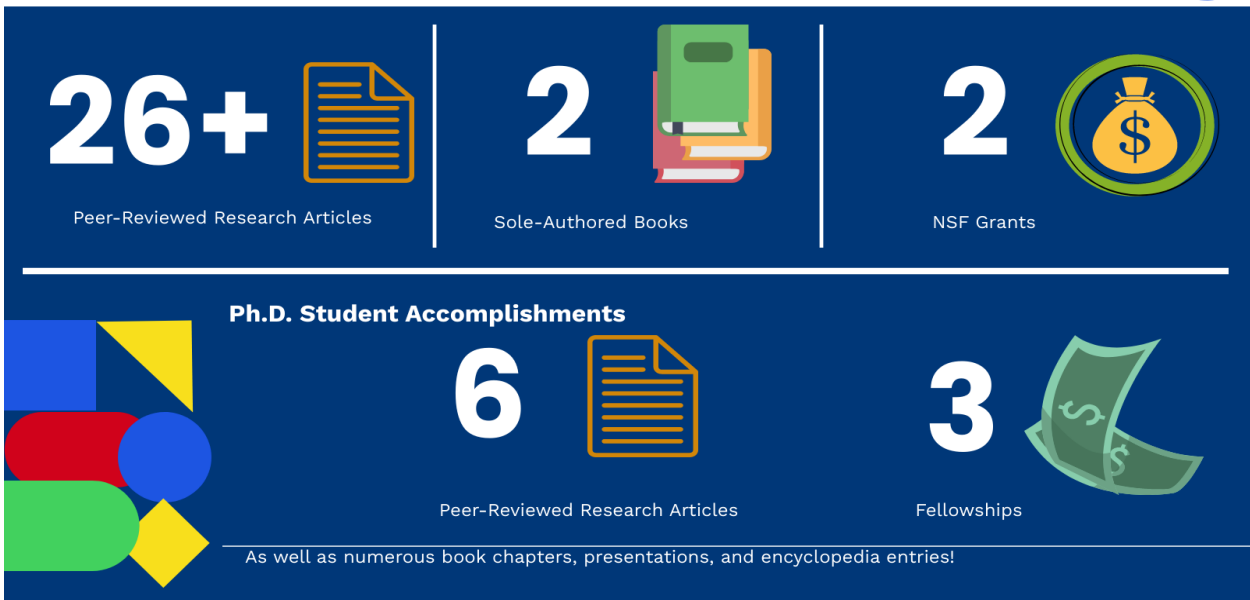 26+
Peer-Reviewed Research Articles
2
Sole-Authored Books
2
$
NSF Grants
Ph.D. Student Accomplishments
6
Peer-Reviewed Research Articles
3
$
$
Fellowships
As well as numerous book chapters, presentations, and encyclopedia entries!